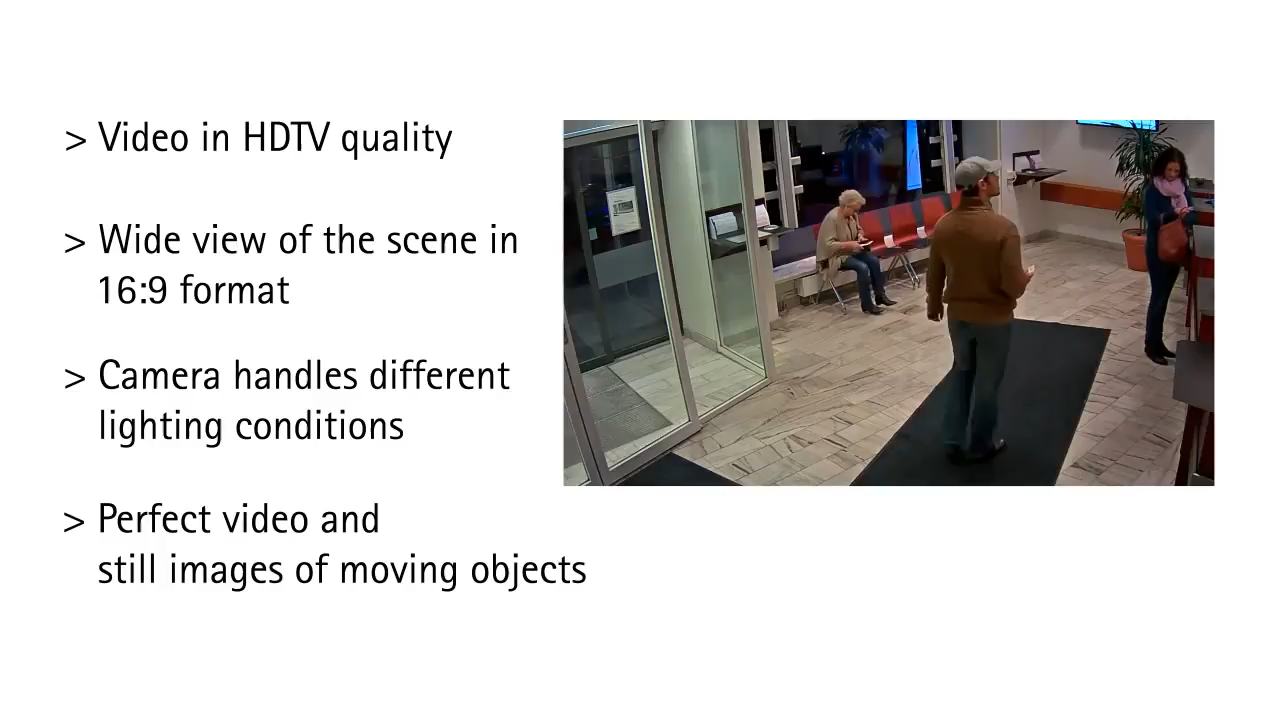 > Video in HDTV quality
> Wide view of the scene in
16:9 format
> Camera handles different
lighting conditions
> Perfect video and
still images of moving objects